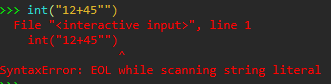 >>> int("12+45"")
  File "<interactive input>", line 1
    int("12+45"")
                ^
SyntaxError: EOL while scanning string literal
>>>